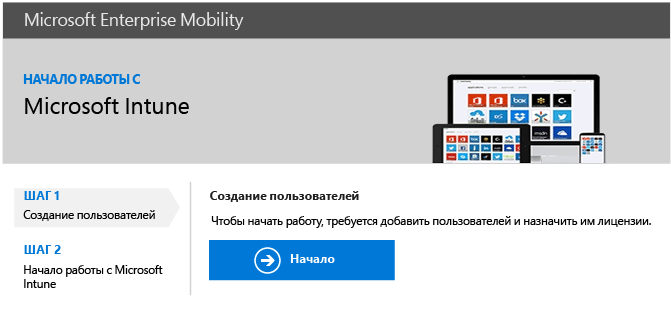 Microsoft Enterprise Mobility
НАЧАЛО РАБОТЫ С
Microsoft Intune
box
msdn
ШАГ 1
Создание пользователей
ШАГ 2
Начало работы с Microsoft
Intune
Создание пользователей
Чтобы начать работу, требуется добавить пользователей и назначить им лицензии.
Начало